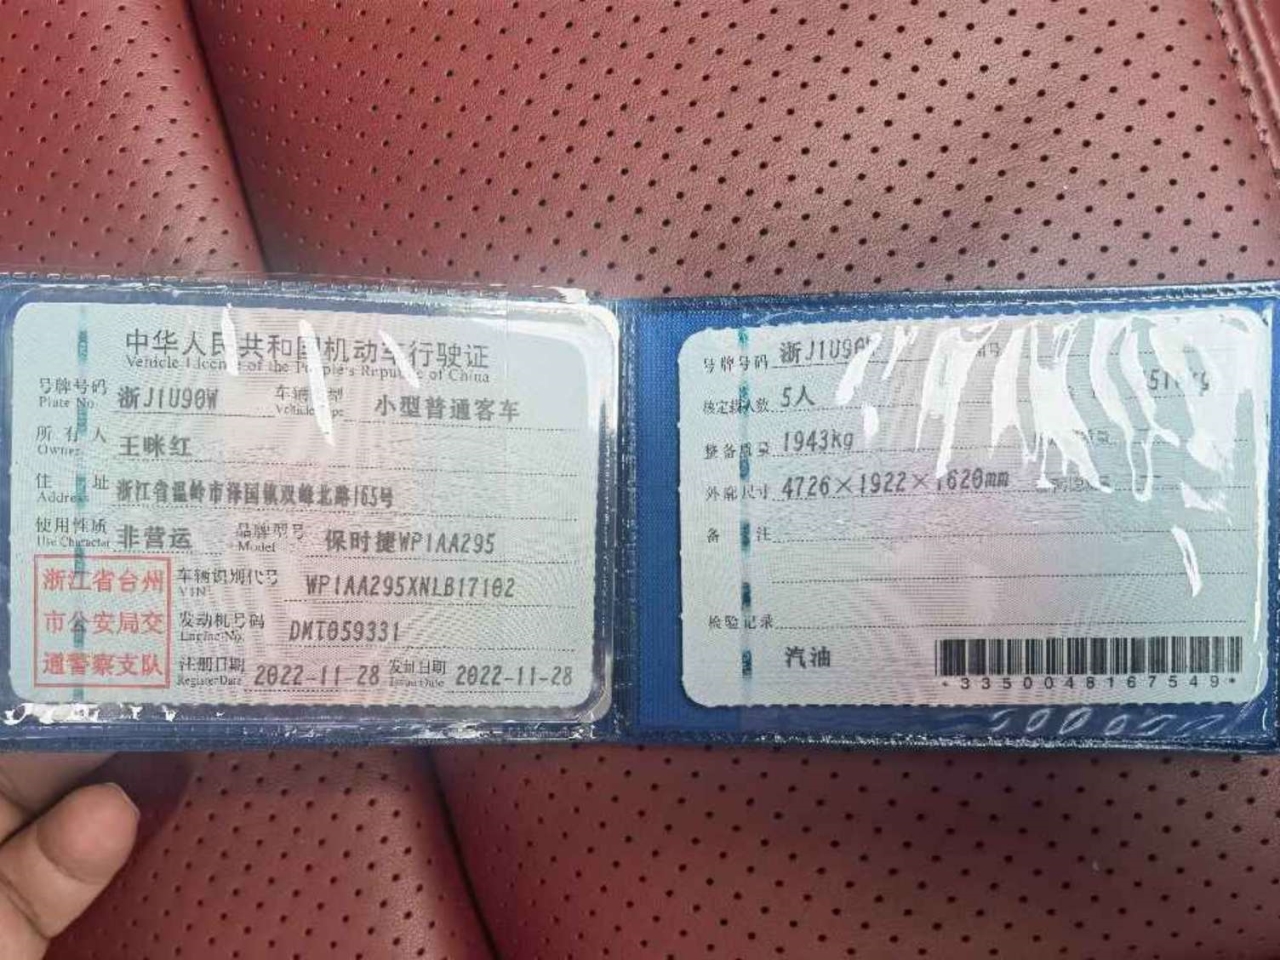 中华人民共和国机动车行驶证
Vehicle License of the People's Republic of China
号牌号码 浙J1U90W 车辆类型 小型普通客车
Plate No. Vehicle Type
所有人 王咪红
Owner
住址 浙江省温岭市泽国镇双峰北路165号
Address
使用性质 非营运 品牌型号 保时捷WP1AA295
Use Character Model
浙江省台州
市公安局交
通警察支队
车辆识别代号 WP1AA295XNLB17102
VIN
发动机号码 DMT059331
Engine No.
注册日期 2022-11-28 发证日期 2022-11-28
Register Date Issue Date
号牌号码 浙J1U90
核定载人数 5人
整备质量 1943kg
外廓尺寸 4726×1922×1620mm
备注
检验记录
汽油
*3350048167549*